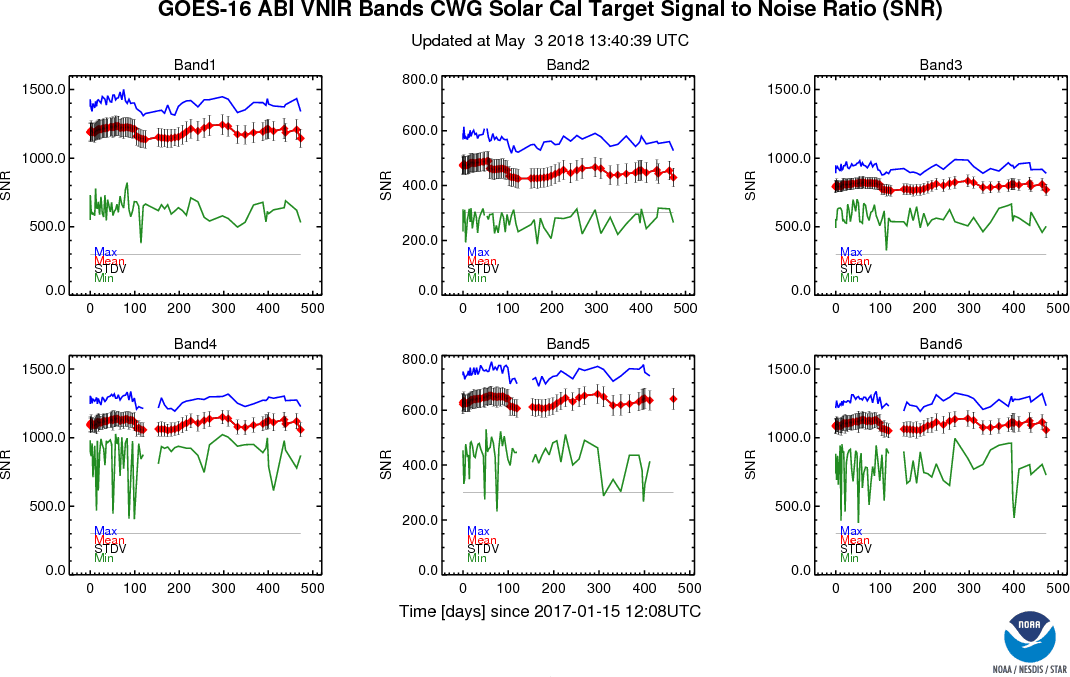 GOES-16 ABI VNIR Bands CWG Solar Cal Target Signal to Noise Ratio (SNR)
Updated at May  3 2018 13:40:39 UTC
Band1
SNR
1500.0
1000.0
500.0
0.0
Max
Mean
STDV
Min
0 100 200 300 400 500
Band2
SNR
800.0
600.0
400.0
200.0
0.0
Max
Mean
STDV
Min
0 100 200 300 400 500
Band3
SNR
1500.0
1000.0
500.0
0.0
Max
Mean
STDV
Min
0 100 200 300 400 500
Band4
SNR
1500.0
1000.0
500.0
0.0
Max
Mean
STDV
Min
0 100 200 300 400 500
Band5
SNR
800.0
600.0
400.0
200.0
0.0
Max
Mean
STDV
Min
0 100 200 300 400 500
Band6
SNR
1500.0
1000.0
500.0
0.0
Max
Mean
STDV
Min
0 100 200 300 400 500
Time [days] since 2017-01-15 12:08UTC
NOAA
NOAA / NESDIS / STAR